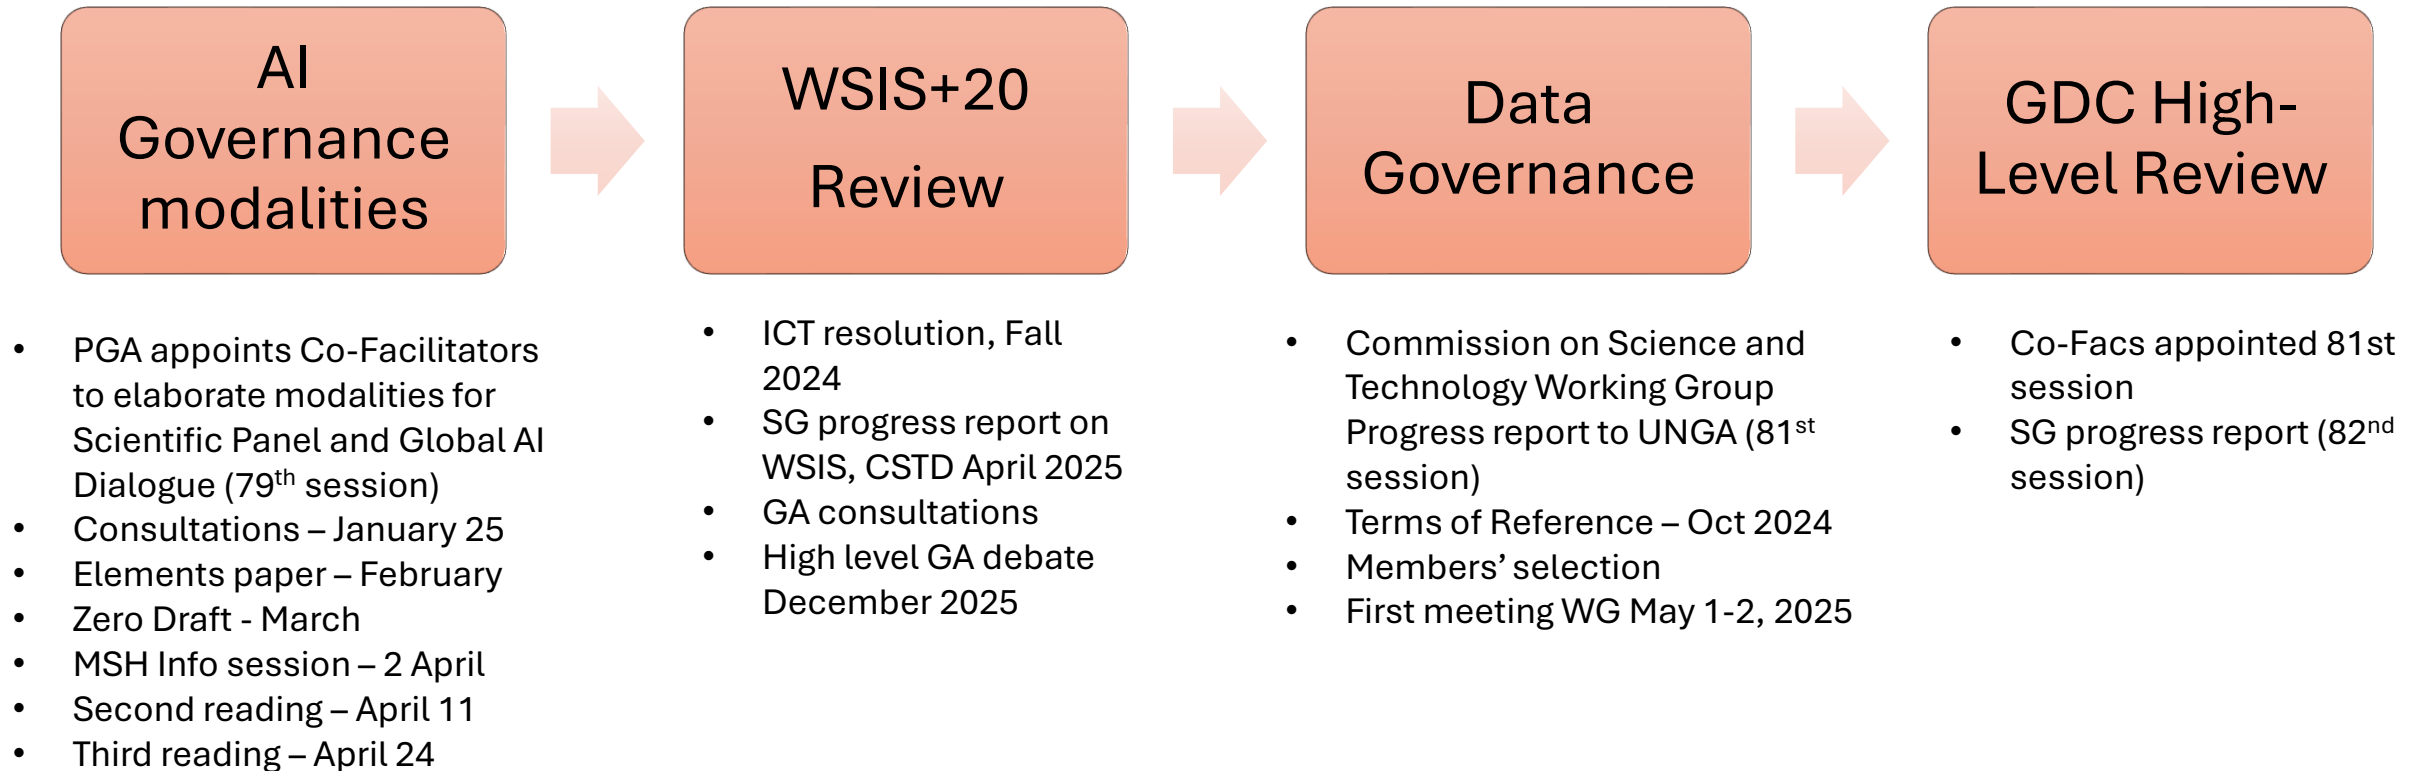 AI
Governance
modalities
WSIS+20
Review
Data
Governance
GDC High-
Level Review
• PGA appoints Co-Facilitators
to elaborate modalities for
Scientific Panel and Global AI
Dialogue (79th session)
• Consultations – January 25
• Elements paper – February
• Zero Draft - March
• MSH Info session – 2 April
• Second reading – April 11
• Third reading – April 24
• ICT resolution, Fall
2024
• SG progress report on
WSIS, CSTD April 2025
• GA consultations
• High level GA debate
December 2025
• Commission on Science and
Technology Working Group
Progress report to UNGA (81st
session)
• Terms of Reference – Oct 2024
• Members’ selection
• First meeting WG May 1-2, 2025
• Co-Facs appointed 81st
session
• SG progress report (82nd
session)